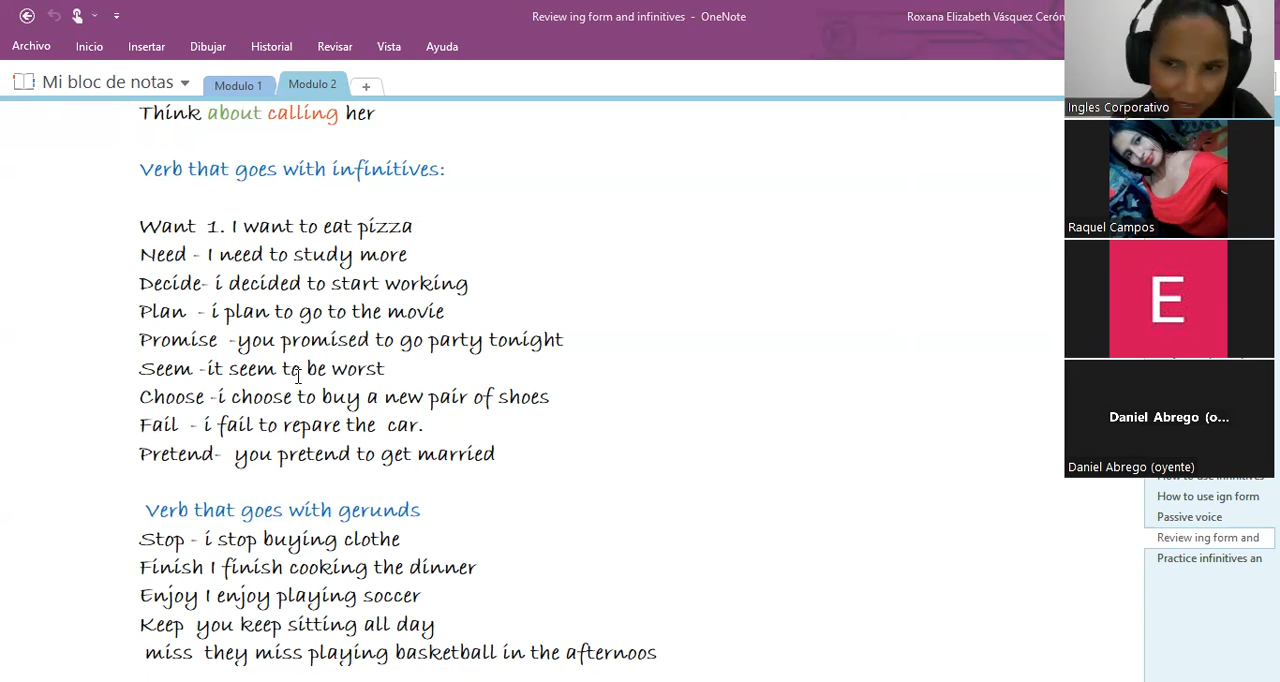 Review ing form and infinitives - OneNote
Roxana Elizabeth Vásquez Cerón
Archivo Inicio Insertar Dibujar Historial Revisar Vista Ayuda
Mi bloc de notas Modulo 1 Modulo 2 +
Think about calling her
Verb that goes with infinitives:
Want 1. I want to eat pizza
Need - I need to study more
Decide- i decided to start working
Plan - i plan to go to the movie
Promise -you promised to go party tonight
Seem -it seem to be worst
Choose -i choose to buy a new pair of shoes
Fail - i fail to repare the car.
Pretend- you pretend to get married
Verb that goes with gerunds
Stop - i stop buying clothe
Finish I finish cooking the dinner
Enjoy I enjoy playing soccer
Keep you keep sitting all day
miss they miss playing basketball in the afternoos
Ingles Corporativo
Raquel Campos
E
Daniel Abrego (o...
Daniel Abrego (oyente)
How to use infinitives
How to use ign form
Passive voice
Review ing form and
Practice infinitives an